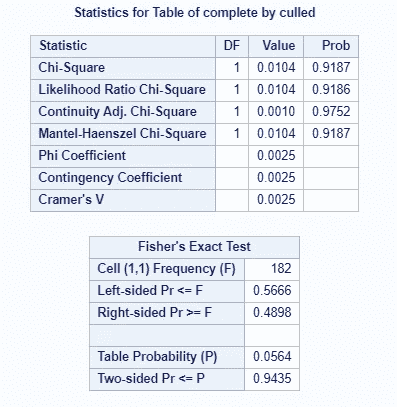 Statistics for Table of complete by culled
Statistic DF Value Prob
Chi-Square 1 0.0104 0.9187
Likelihood Ratio Chi-Square 1 0.0104 0.9186
Continuity Adj. Chi-Square 1 0.0010 0.9752
Mantel-Haenszel Chi-Square 1 0.0104 0.9187
Phi Coefficient 0.0025
Contingency Coefficient 0.0025
Cramer's V 0.0025
Fisher's Exact Test
Cell (1,1) Frequency (F) 182
Left-sided Pr <= F 0.5666
Right-sided Pr >= F 0.4898
Table Probability (P) 0.0564
Two-sided Pr <= P 0.9435